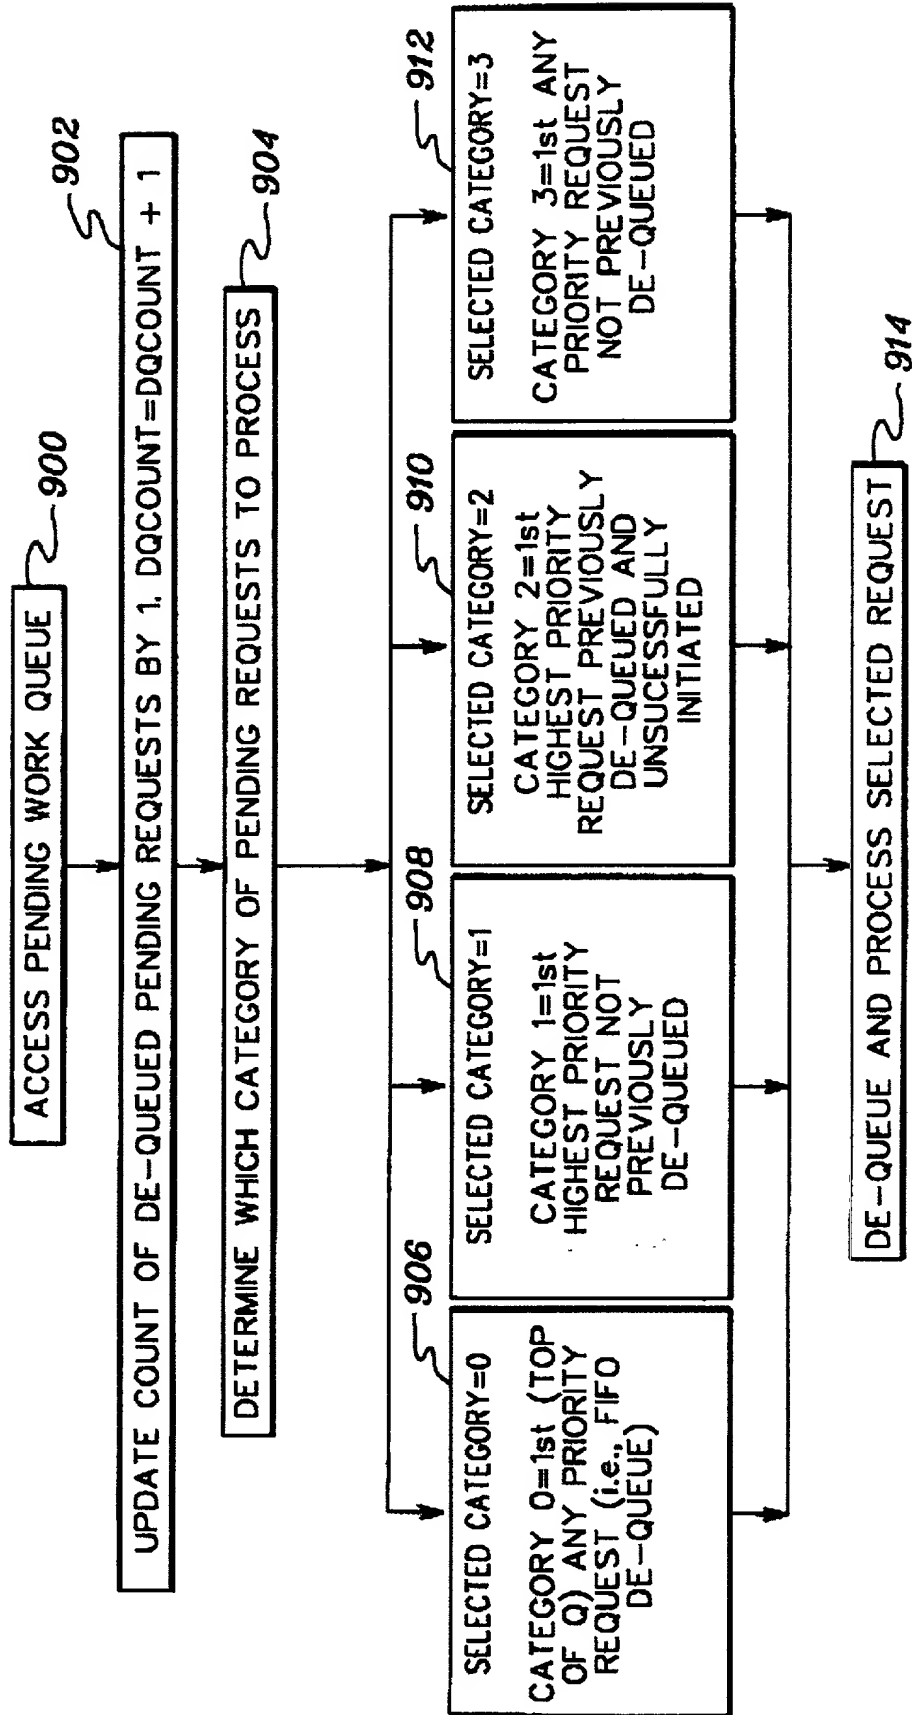 ACCESS PENDING WORK QUEUE
900
UPDATE COUNT OF DE-QUEUED PENDING REQUESTS BY 1. DQCOUNT=DQCOUNT + 1
902
DETERMINE WHICH CATEGORY OF PENDING REQUESTS TO PROCESS
904
906
SELECTED CATEGORY=0
CATEGORY 0=1st (TOP
OF Q) ANY PRIORITY
REQUEST (i.e., FIFO
DE-QUEUE)
908
SELECTED CATEGORY=1
CATEGORY 1=1st
HIGHEST PRIORITY
REQUEST NOT
PREVIOUSLY
DE-QUEUED
910
SELECTED CATEGORY=2
CATEGORY 2=1st
HIGHEST PRIORITY
REQUEST PREVIOUSLY
DE-QUEUED AND
UNSUCESSFULLY
INITIATED
912
SELECTED CATEGORY=3
CATEGORY 3=1st ANY
PRIORITY REQUEST
NOT PREVIOUSLY
DE-QUEUED
DE-QUEUE AND PROCESS SELECTED REQUEST
914